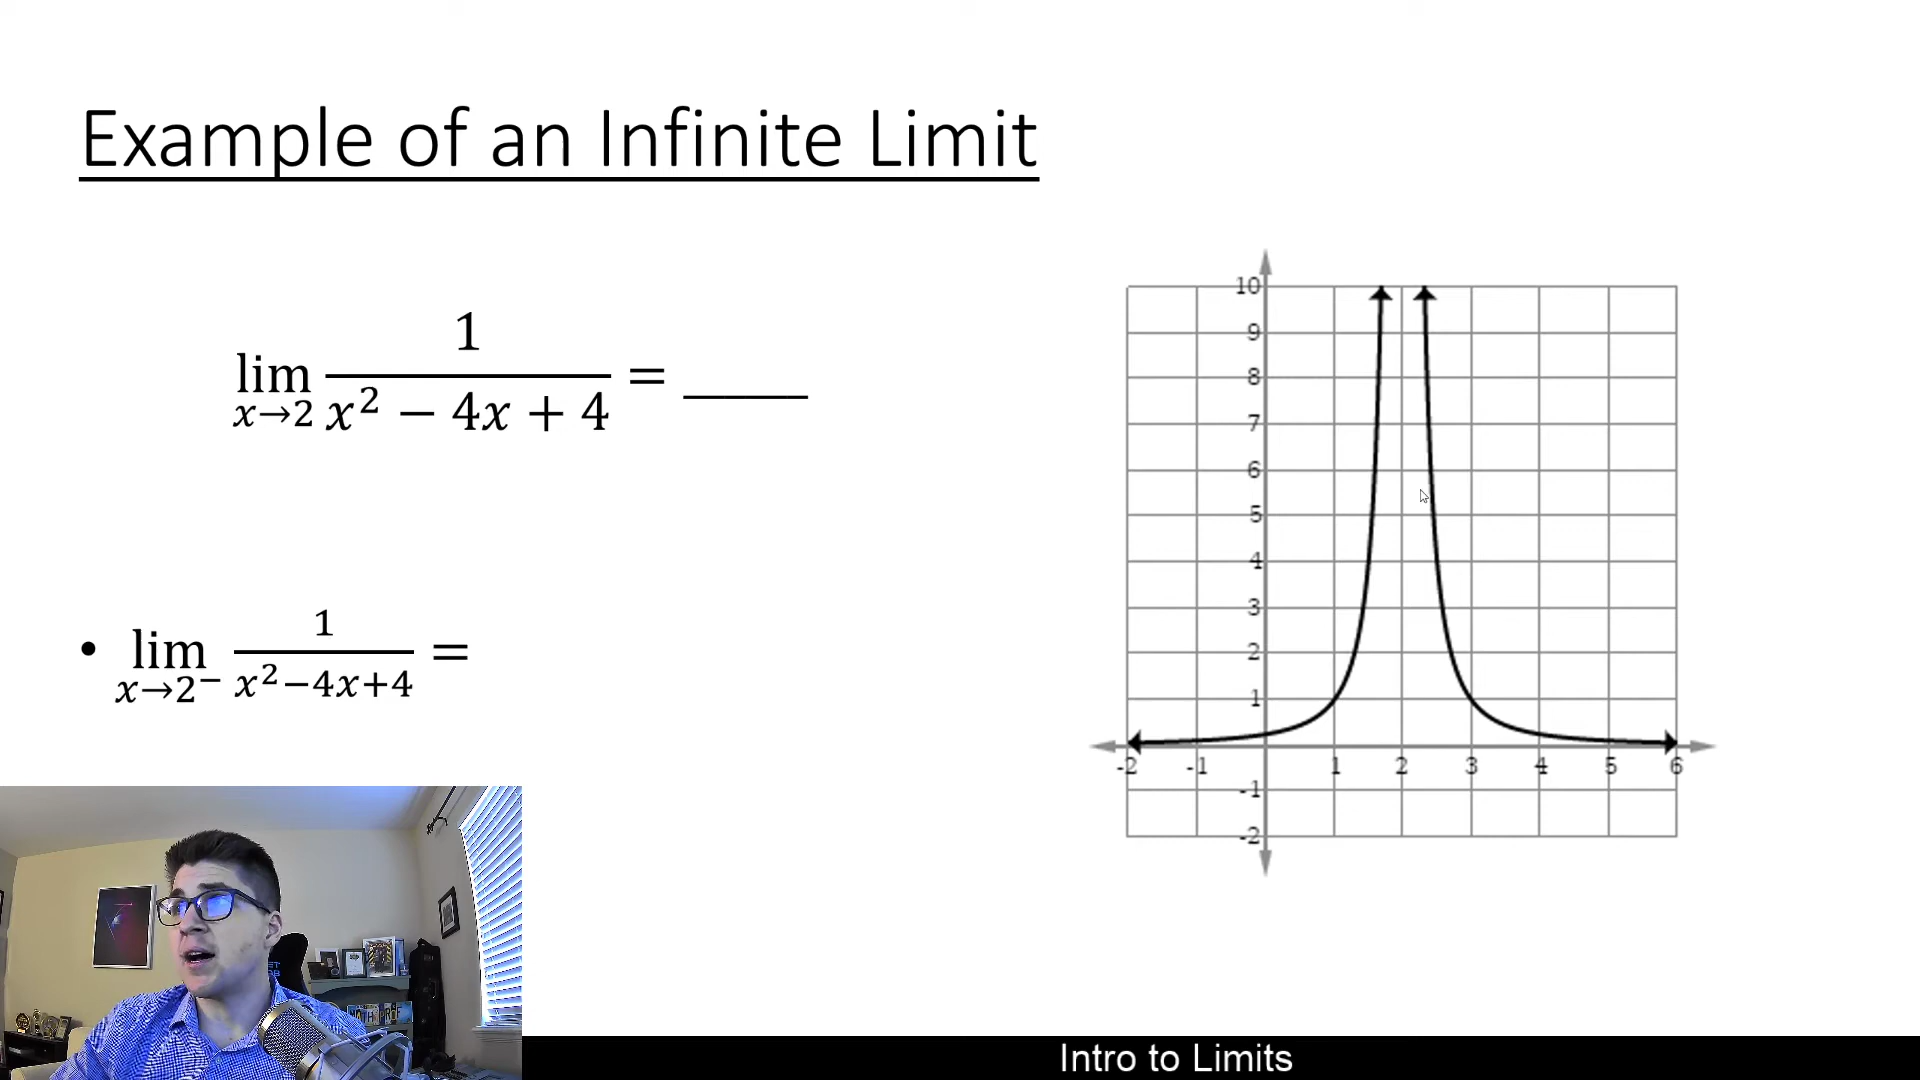 Example of an Infinite Limit
lim x→2 1/(x² − 4x + 4) = _____
• lim x→2⁻ 1/(x²−4x+4) =
10
9
8
7
6
5
4
3
2
1
-2 -1 1 2 3 4 5 6
-1
-2
Intro to Limits